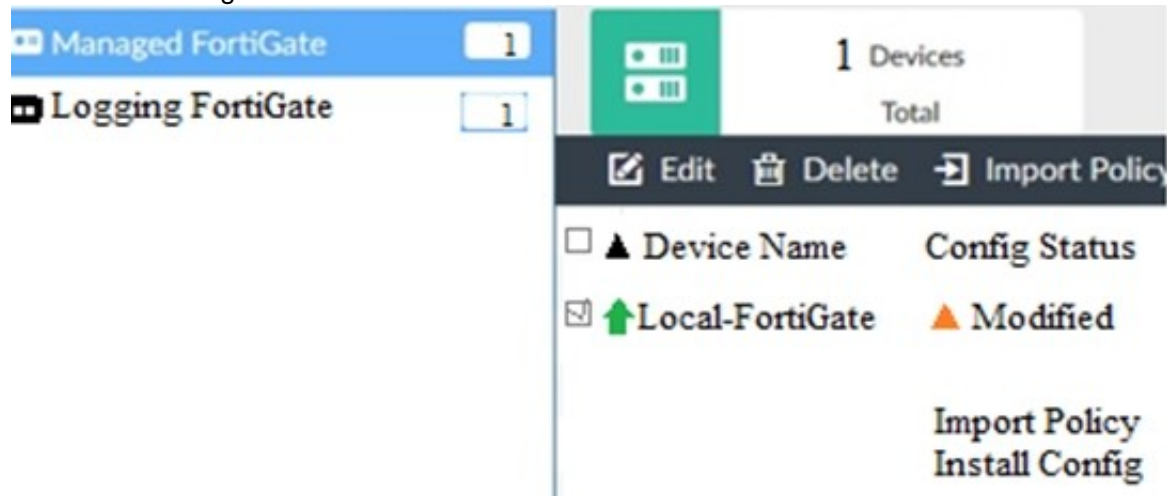 Managed FortiGate 1
Logging FortiGate 1
1 Devices
Total
Edit Delete Import Policy
Device Name Config Status
Local-FortiGate Modified
Import Policy
Install Config